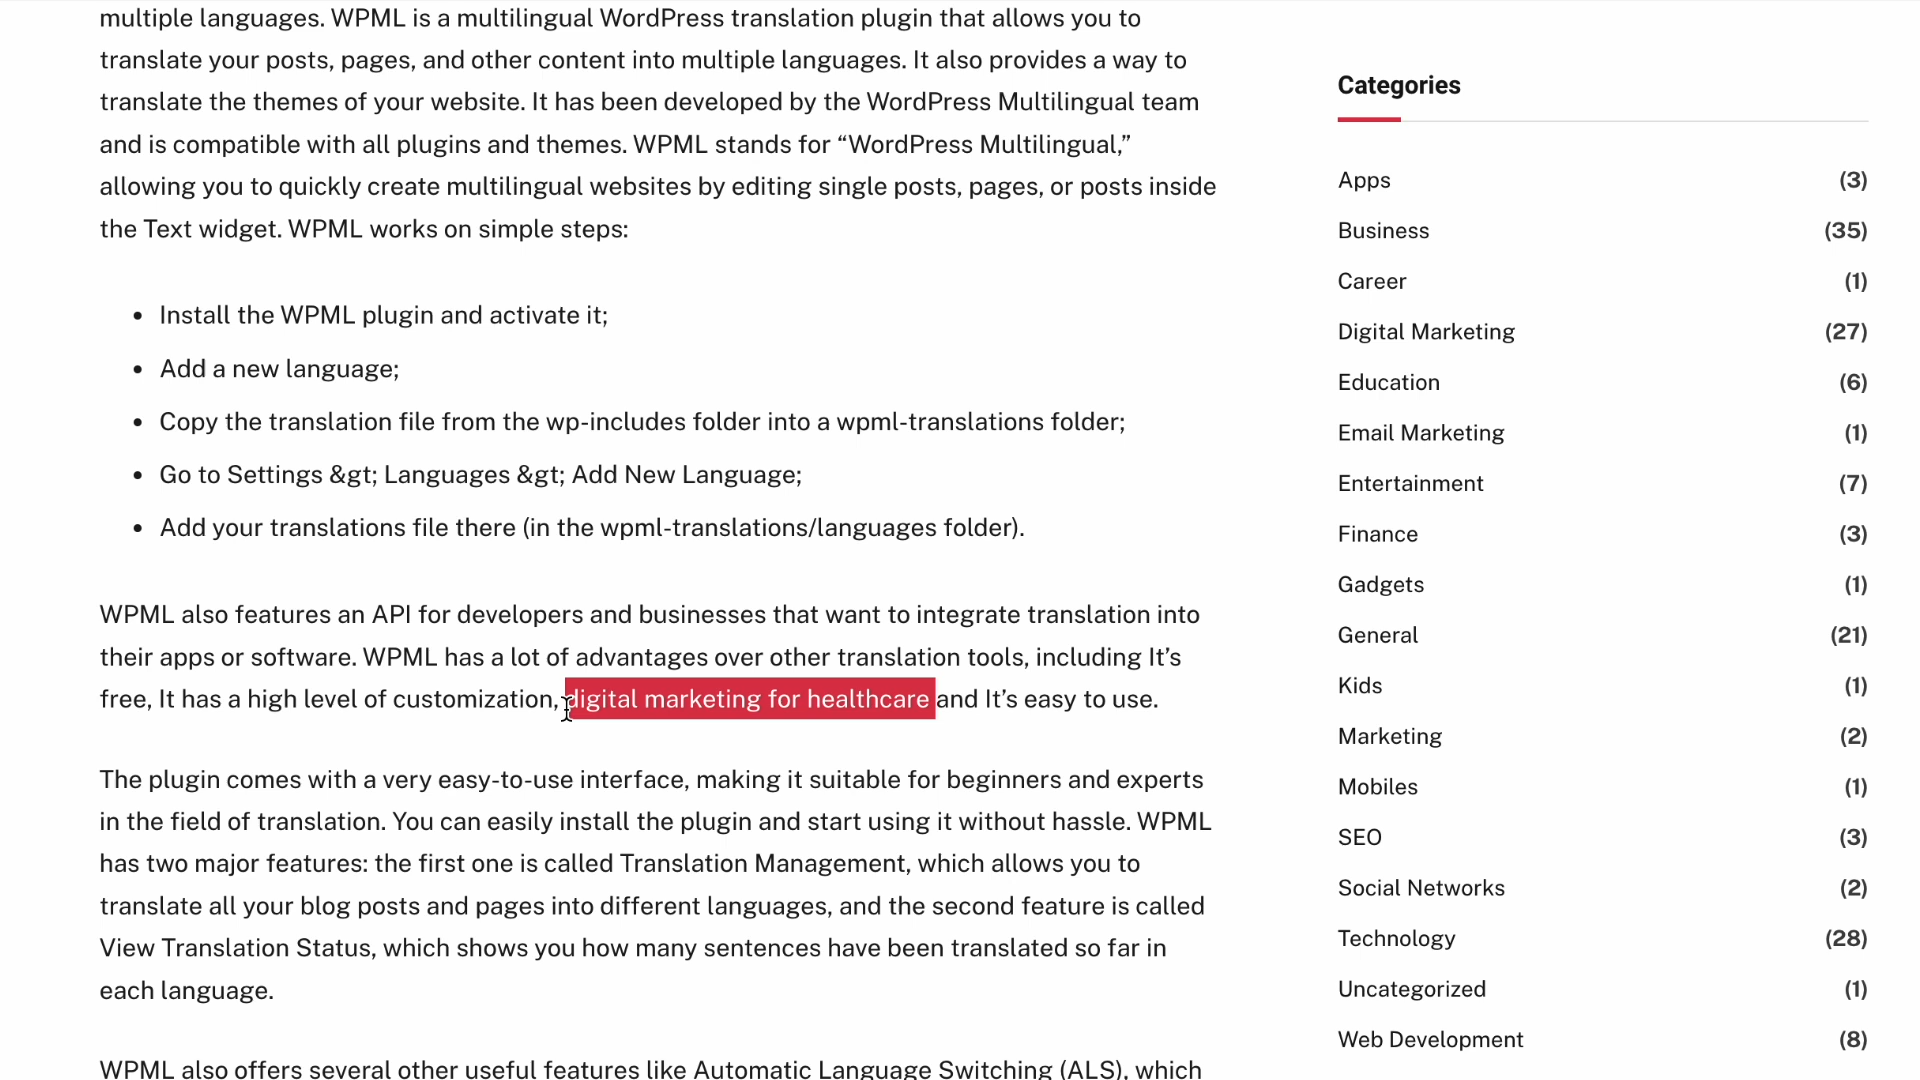 multiple languages. WPML is a multilingual WordPress translation plugin that allows you to
translate your posts, pages, and other content into multiple languages. It also provides a way to
translate the themes of your website. It has been developed by the WordPress Multilingual team
and is compatible with all plugins and themes. WPML stands for “WordPress Multilingual,”
allowing you to quickly create multilingual websites by editing single posts, pages, or posts inside
the Text widget. WPML works on simple steps:
• Install the WPML plugin and activate it;
• Add a new language;
• Copy the translation file from the wp-includes folder into a wpml-translations folder;
• Go to Settings &gt; Languages &gt; Add New Language;
• Add your translations file there (in the wpml-translations/languages folder).
WPML also features an API for developers and businesses that want to integrate translation into
their apps or software. WPML has a lot of advantages over other translation tools, including It’s
free, It has a high level of customization, digital marketing for healthcare and It’s easy to use.
The plugin comes with a very easy-to-use interface, making it suitable for beginners and experts
in the field of translation. You can easily install the plugin and start using it without hassle. WPML
has two major features: the first one is called Translation Management, which allows you to
translate all your blog posts and pages into different languages, and the second feature is called
View Translation Status, which shows you how many sentences have been translated so far in
each language.
WPML also offers several other useful features like Automatic Language Switching (ALS), which
Categories
Apps (3)
Business (35)
Career (1)
Digital Marketing (27)
Education (6)
Email Marketing (1)
Entertainment (7)
Finance (3)
Gadgets (1)
General (21)
Kids (1)
Marketing (2)
Mobiles (1)
SEO (3)
Social Networks (2)
Technology (28)
Uncategorized (1)
Web Development (8)